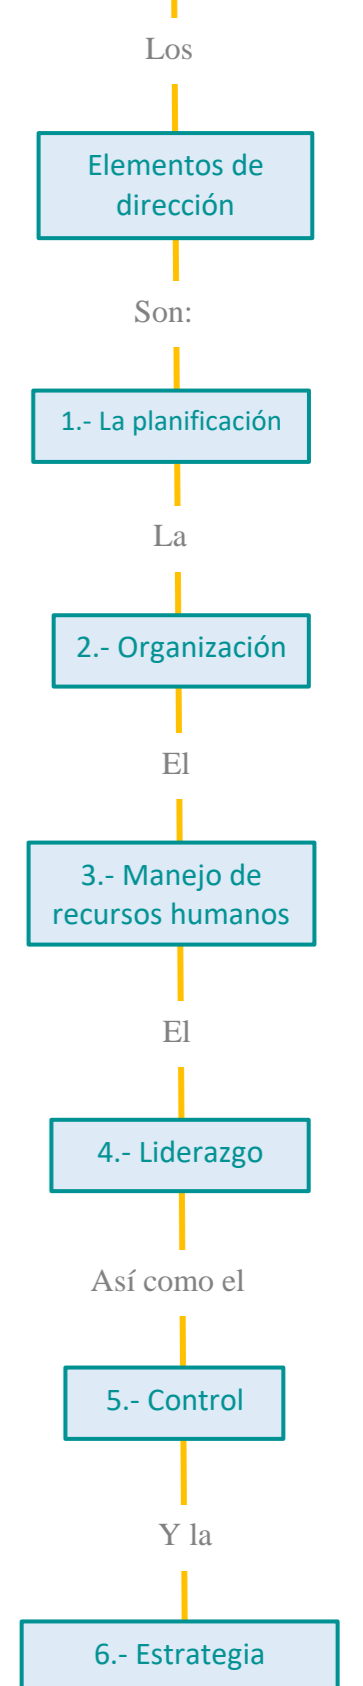 Los
Elementos de
dirección
Son:
1.- La planificación
La
2.- Organización
El
3.- Manejo de
recursos humanos
El
4.- Liderazgo
Así como el
5.- Control
Y la
6.- Estrategia